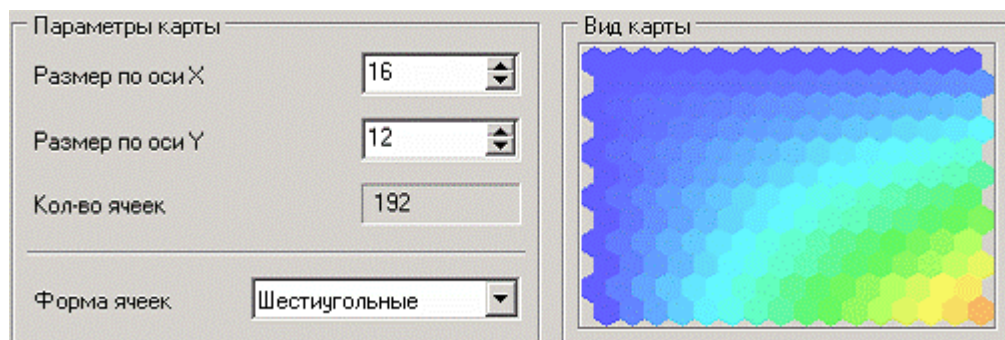 Параметры карты
Размер по оси X
16
Размер по оси Y
12
Кол-во ячеек
192
Форма ячеек
Шестиугольные
Вид карты